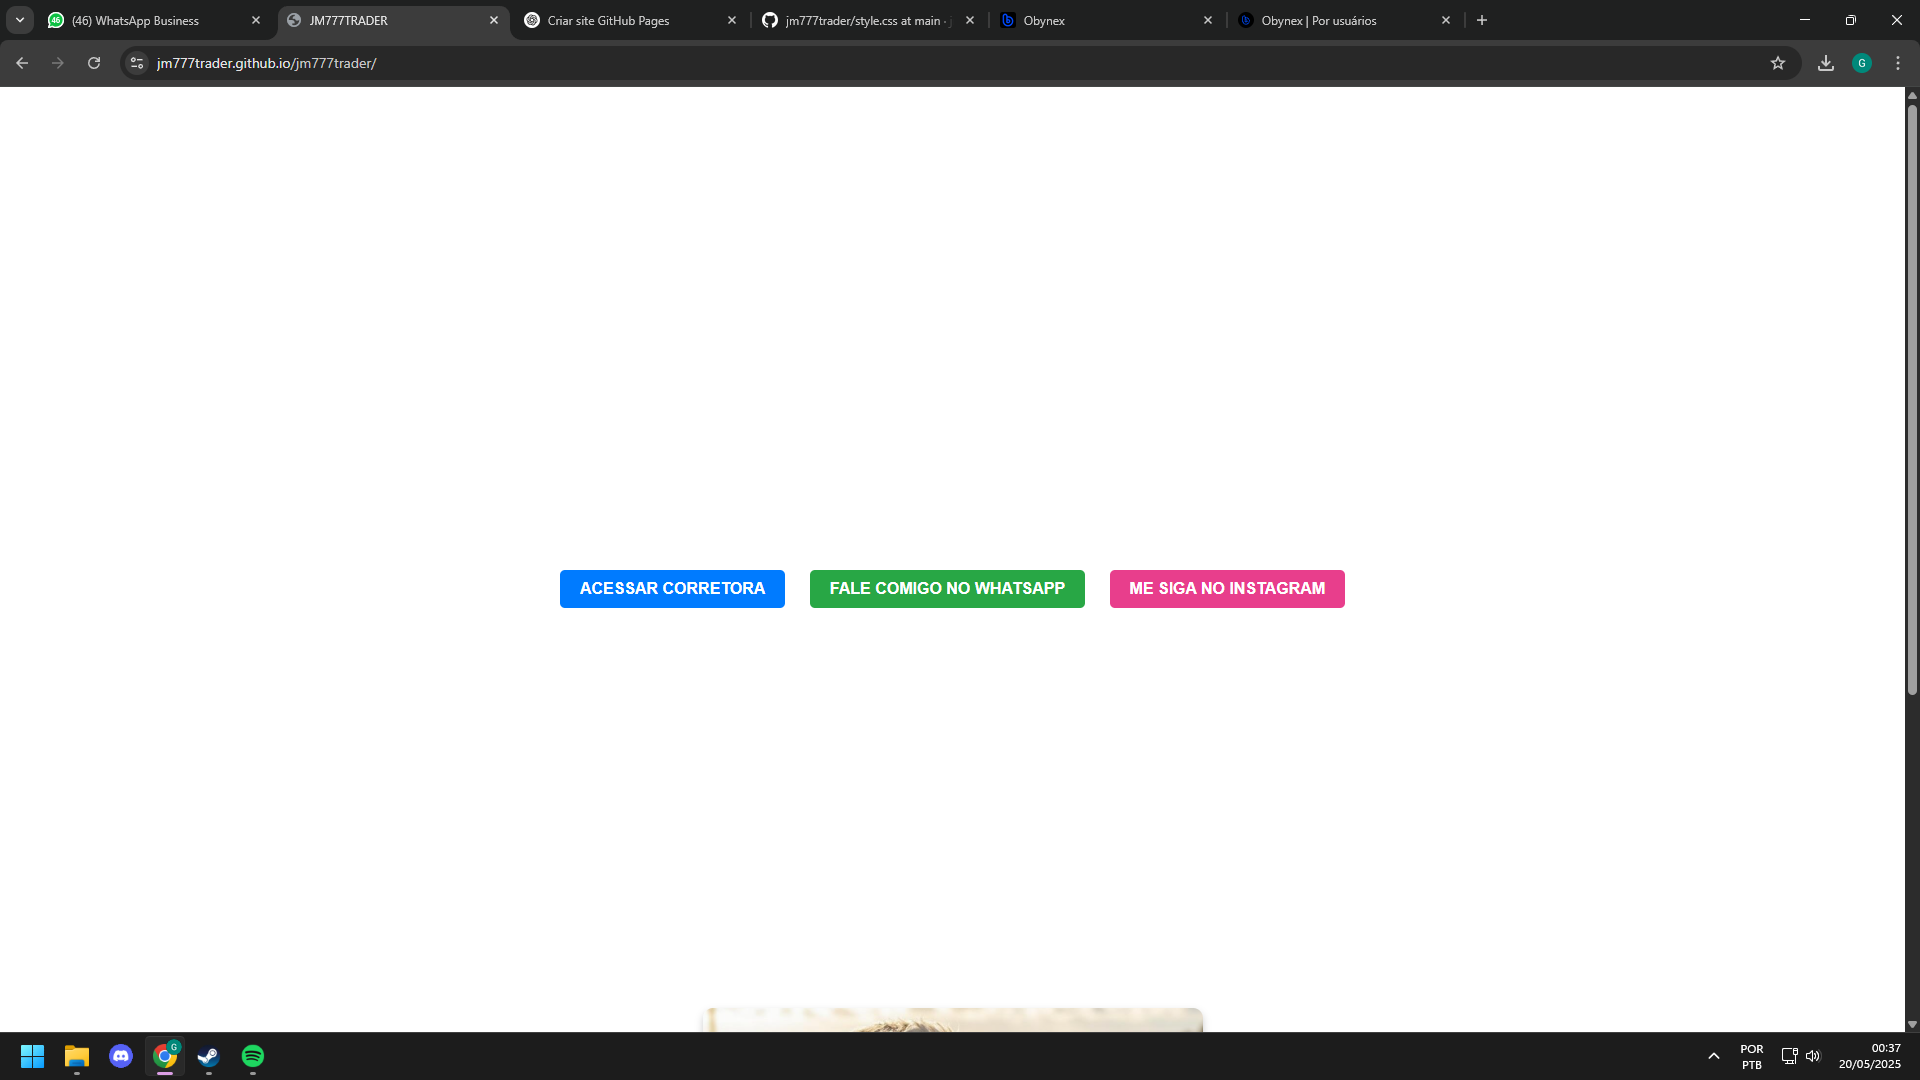 46
(46) WhatsApp Business
JM777TRADER
Criar site GitHub Pages
jm777trader/style.css at main ·
Obynex
Obynex | Por usuários
jm777trader.github.io/jm777trader/
G
ACESSAR CORRETORA
FALE COMIGO NO WHATSAPP
ME SIGA NO INSTAGRAM
G
POR
PTB
00:37
20/05/2025